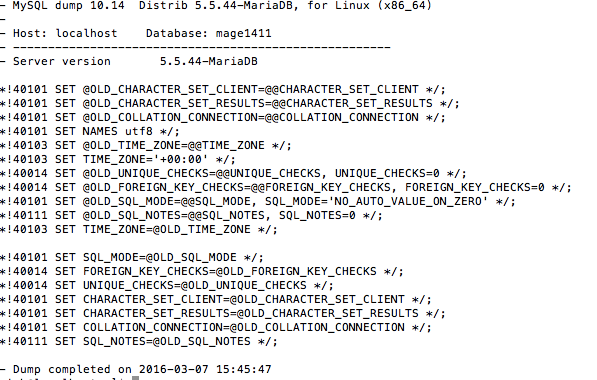 - MySQL dump 10.14  Distrib 5.5.44-MariaDB, for Linux (x86_64)
-
- Host: localhost    Database: mage1411
- ------------------------------------------------------
- Server version       5.5.44-MariaDB
*!40101 SET @OLD_CHARACTER_SET_CLIENT=@@CHARACTER_SET_CLIENT */;
*!40101 SET @OLD_CHARACTER_SET_RESULTS=@@CHARACTER_SET_RESULTS */;
*!40101 SET @OLD_COLLATION_CONNECTION=@@COLLATION_CONNECTION */;
*!40101 SET NAMES utf8 */;
*!40103 SET @OLD_TIME_ZONE=@@TIME_ZONE */;
*!40103 SET TIME_ZONE='+00:00' */;
*!40014 SET @OLD_UNIQUE_CHECKS=@@UNIQUE_CHECKS, UNIQUE_CHECKS=0 */;
*!40014 SET @OLD_FOREIGN_KEY_CHECKS=@@FOREIGN_KEY_CHECKS, FOREIGN_KEY_CHECKS=0 */;
*!40101 SET @OLD_SQL_MODE=@@SQL_MODE, SQL_MODE='NO_AUTO_VALUE_ON_ZERO' */;
*!40111 SET @OLD_SQL_NOTES=@@SQL_NOTES, SQL_NOTES=0 */;
*!40103 SET TIME_ZONE=@OLD_TIME_ZONE */;
*!40101 SET SQL_MODE=@OLD_SQL_MODE */;
*!40014 SET FOREIGN_KEY_CHECKS=@OLD_FOREIGN_KEY_CHECKS */;
*!40014 SET UNIQUE_CHECKS=@OLD_UNIQUE_CHECKS */;
*!40101 SET CHARACTER_SET_CLIENT=@OLD_CHARACTER_SET_CLIENT */;
*!40101 SET CHARACTER_SET_RESULTS=@OLD_CHARACTER_SET_RESULTS */;
*!40101 SET COLLATION_CONNECTION=@OLD_COLLATION_CONNECTION */;
*!40111 SET SQL_NOTES=@OLD_SQL_NOTES */;
- Dump completed on 2016-03-07 15:45:47